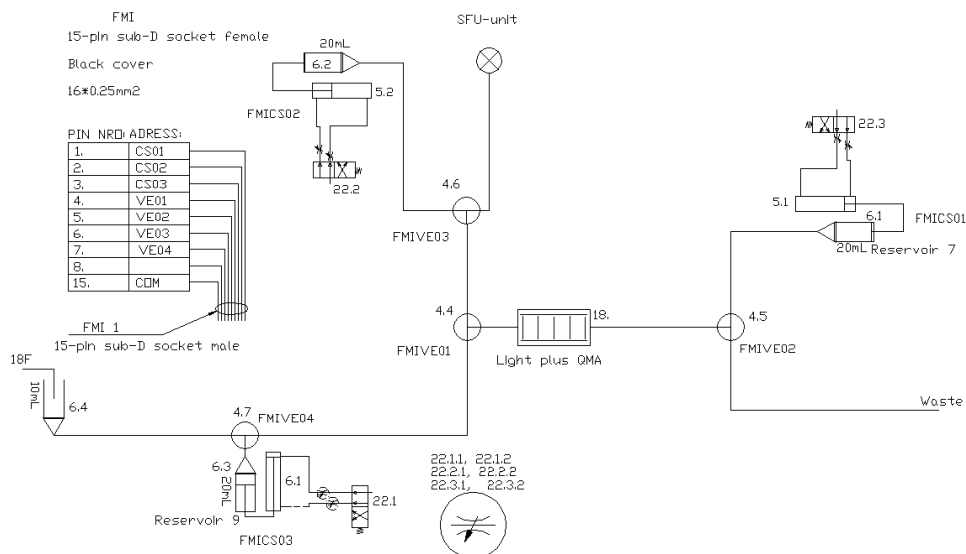 FMI
15-pin sub-D socket female
Black cover
16*0.25mm2
PIN NRO: ADRESS:
1. CS01
2. CS02
3. CS03
4. VE01
5. VE02
6. VE03
7. VE04
8.
15. COM
FMI 1
15-pin sub-D socket male
20mL
6.2
5.2
FMICS02
22.2
SFU-unit
4.6
FMIVE03
22.3
5.1
6.1
FMICS01
20mL Reservoir 7
4.4
FMIVE01
18.
Light plus QMA
4.5
FMIVE02
Waste
18F
10mL
6.4
4.7
FMIVE04
6.3
20mL
6.1
22.1
Reservoir 9
FMICS03
22.1.1, 22.1.2
22.2.1, 22.2.2
22.3.1, 22.3.2